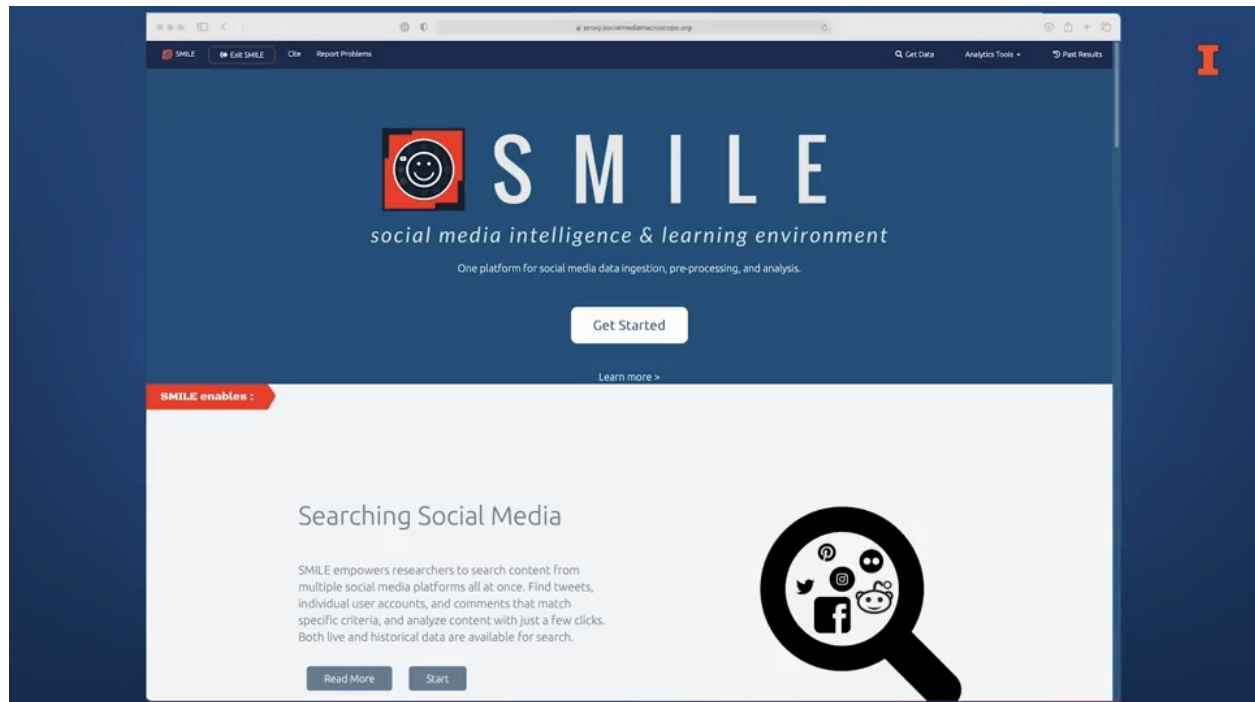 proxy.socialmediamacroscope.org
SMILE
Exit SMILE
Cite
Report Problems
Get Data
Analytics Tools
Past Results
I
SMILE
social media intelligence & learning environment
One platform for social media data ingestion, pre-processing, and analysis.
Get Started
Learn more >
SMILE enables :
Searching Social Media
SMILE empowers researchers to search content from
multiple social media platforms all at once. Find tweets,
individual user accounts, and comments that match
specific criteria, and analyze content with just a few clicks.
Both live and historical data are available for search.
Read More
Start